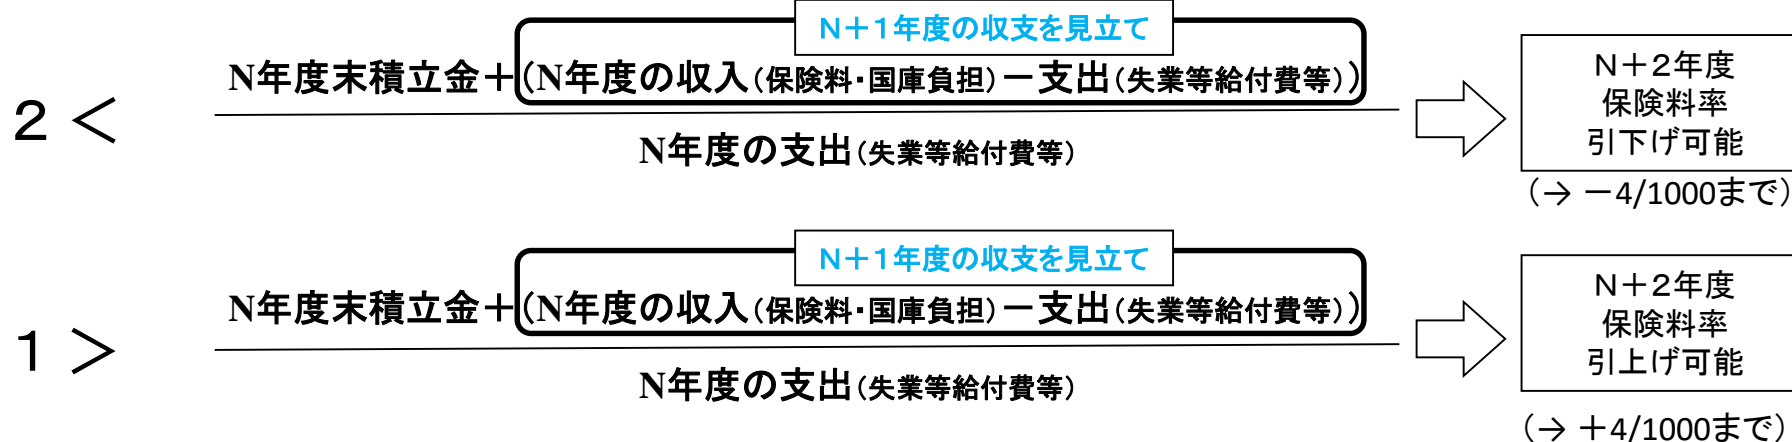 N+1年度の収支を見立て
N年度末積立金+(N年度の収入(保険料・国庫負担)ー支出(失業等給付費等))
2 <
N年度の支出(失業等給付費等)
N+2年度
保険料率
引下げ可能
(→ ー4/1000まで)
N+1年度の収支を見立て
N年度末積立金+(N年度の収入(保険料・国庫負担)ー支出(失業等給付費等))
1 >
N年度の支出(失業等給付費等)
N+2年度
保険料率
引上げ可能
(→ +4/1000まで)